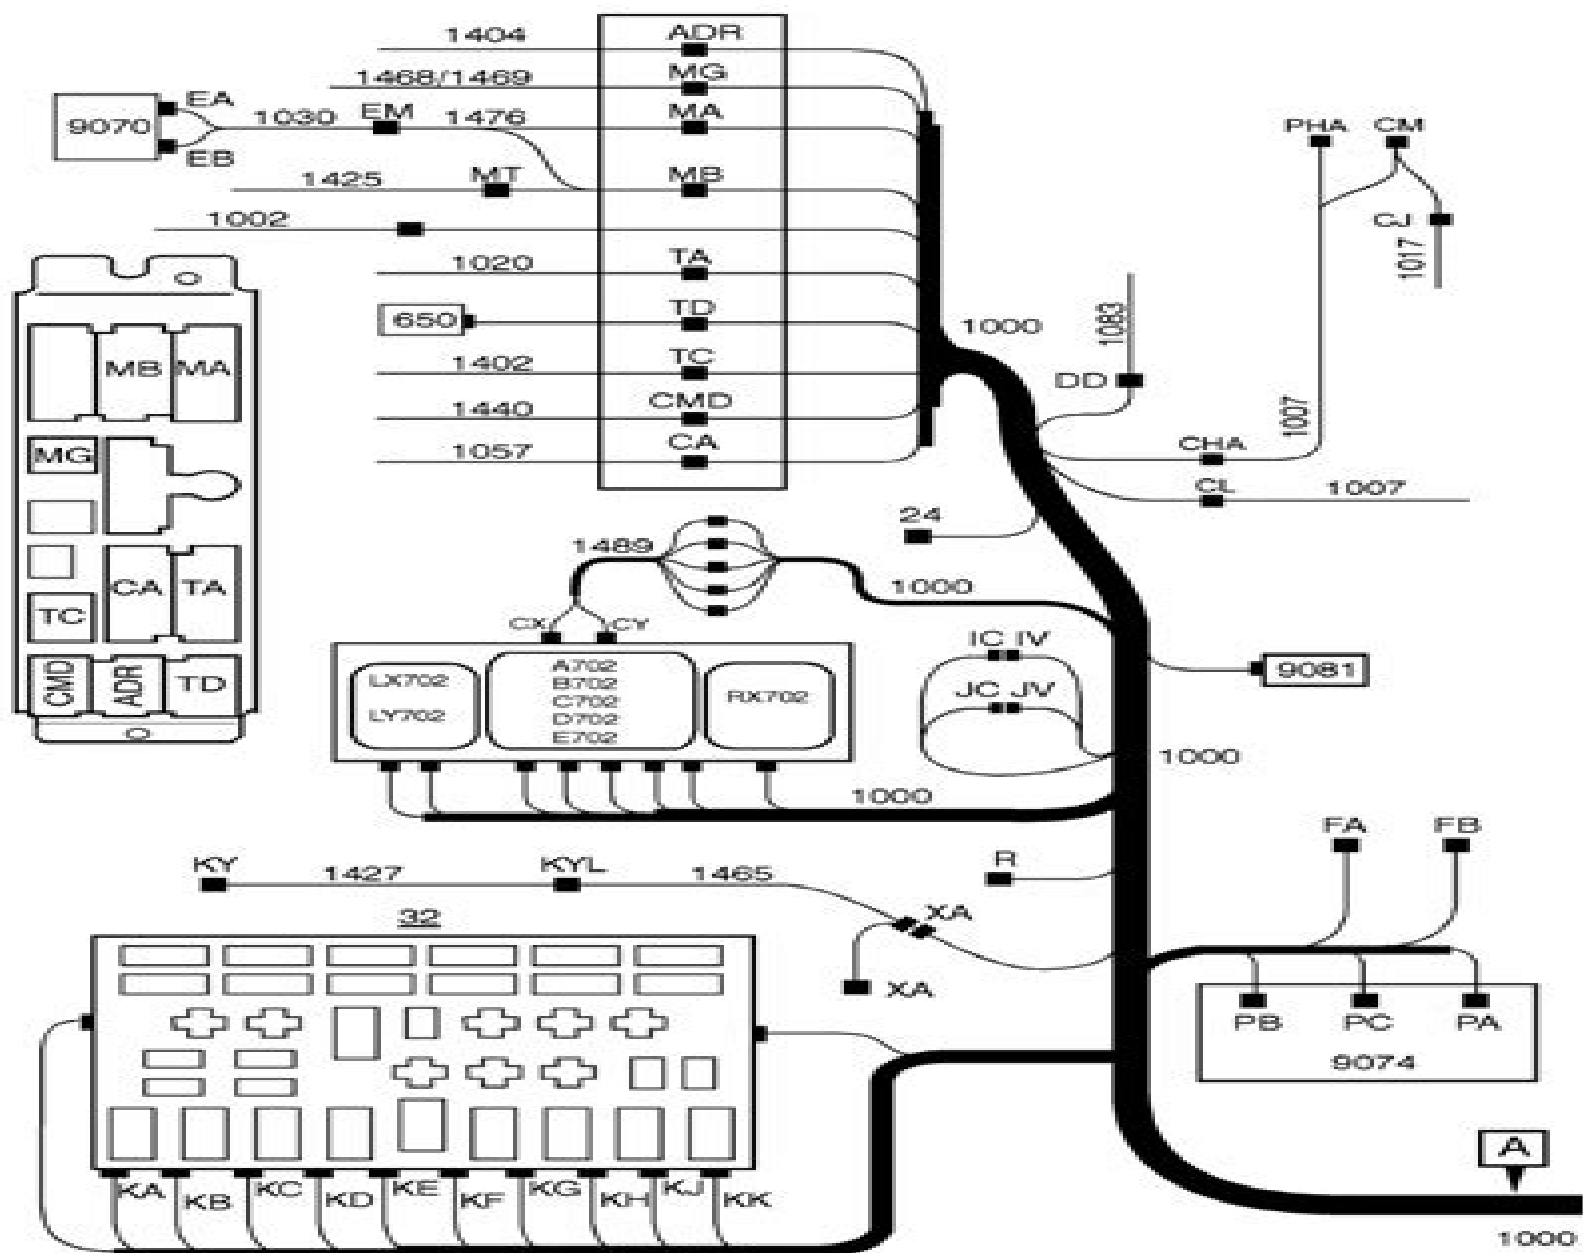 1404 ADR
1468/1469 MG
9070 EA 1030 EM 1476 MA
EB
1425 MT MB
1002
1020 TA
650 TD
1402 TC
1440 CMD
1057 CA
1000
PHA CM
CJ
1017
1083
DD
1007
CHA
CL 1007
24
MB MA
MG
CA TA
TC
CMD ADR TD
1489
1000
CX CY
LX702
LY702
A702
B702
C702
D702
E702
RX702
1000
IC IV
JC JV
9081
1000
KY 1427 KYL 1465
R
XA
XA
FA FB
PB PC PA
9074
32
KA KB KC KD KE KF KG KH KJ KK
A
1000